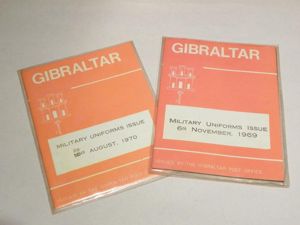 GIBRALTAR
MILITARY UNIFORMS ISSUE
AUGUST, 1970
GIBRALTAR
MILITARY UNIFORMS ISSUE
6TH NOVEMBER, 1969
ISSUED BY THE GIBRALTAR POST OFFICE